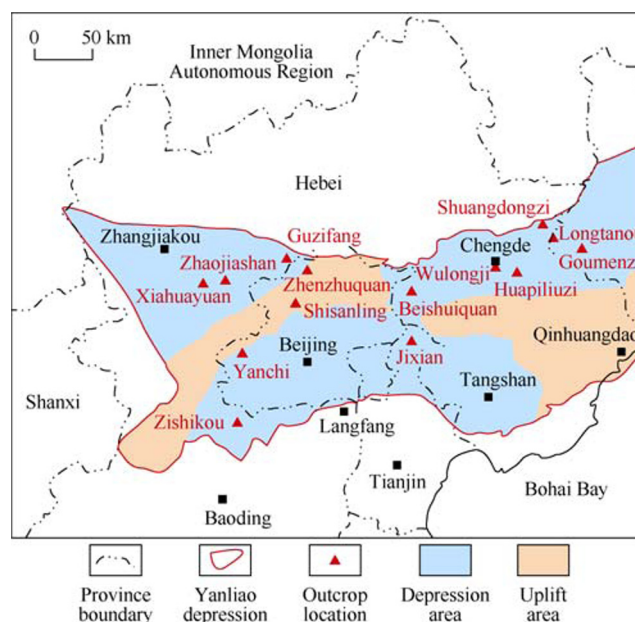 0 50 km
Inner Mongolia
Autonomous Region
Hebei
Shuangdongzi
Zhangjiakou
Guzifang
Chengde
Longtanou
Zhaojiashan
Wulongji
Goumenz
Zhenzhuquan
Huapiliuzi
Xiahuayuan
Shisanling
Beishuiquan
Qinhuangdao
Beijing
Jixian
Yanchi
Tangshan
Shanxi
Zishikou
Langfang
Tianjin
Bohai Bay
Baoding
Province
boundary
Yanliao
depression
Outcrop
location
Depression
area
Uplift
area